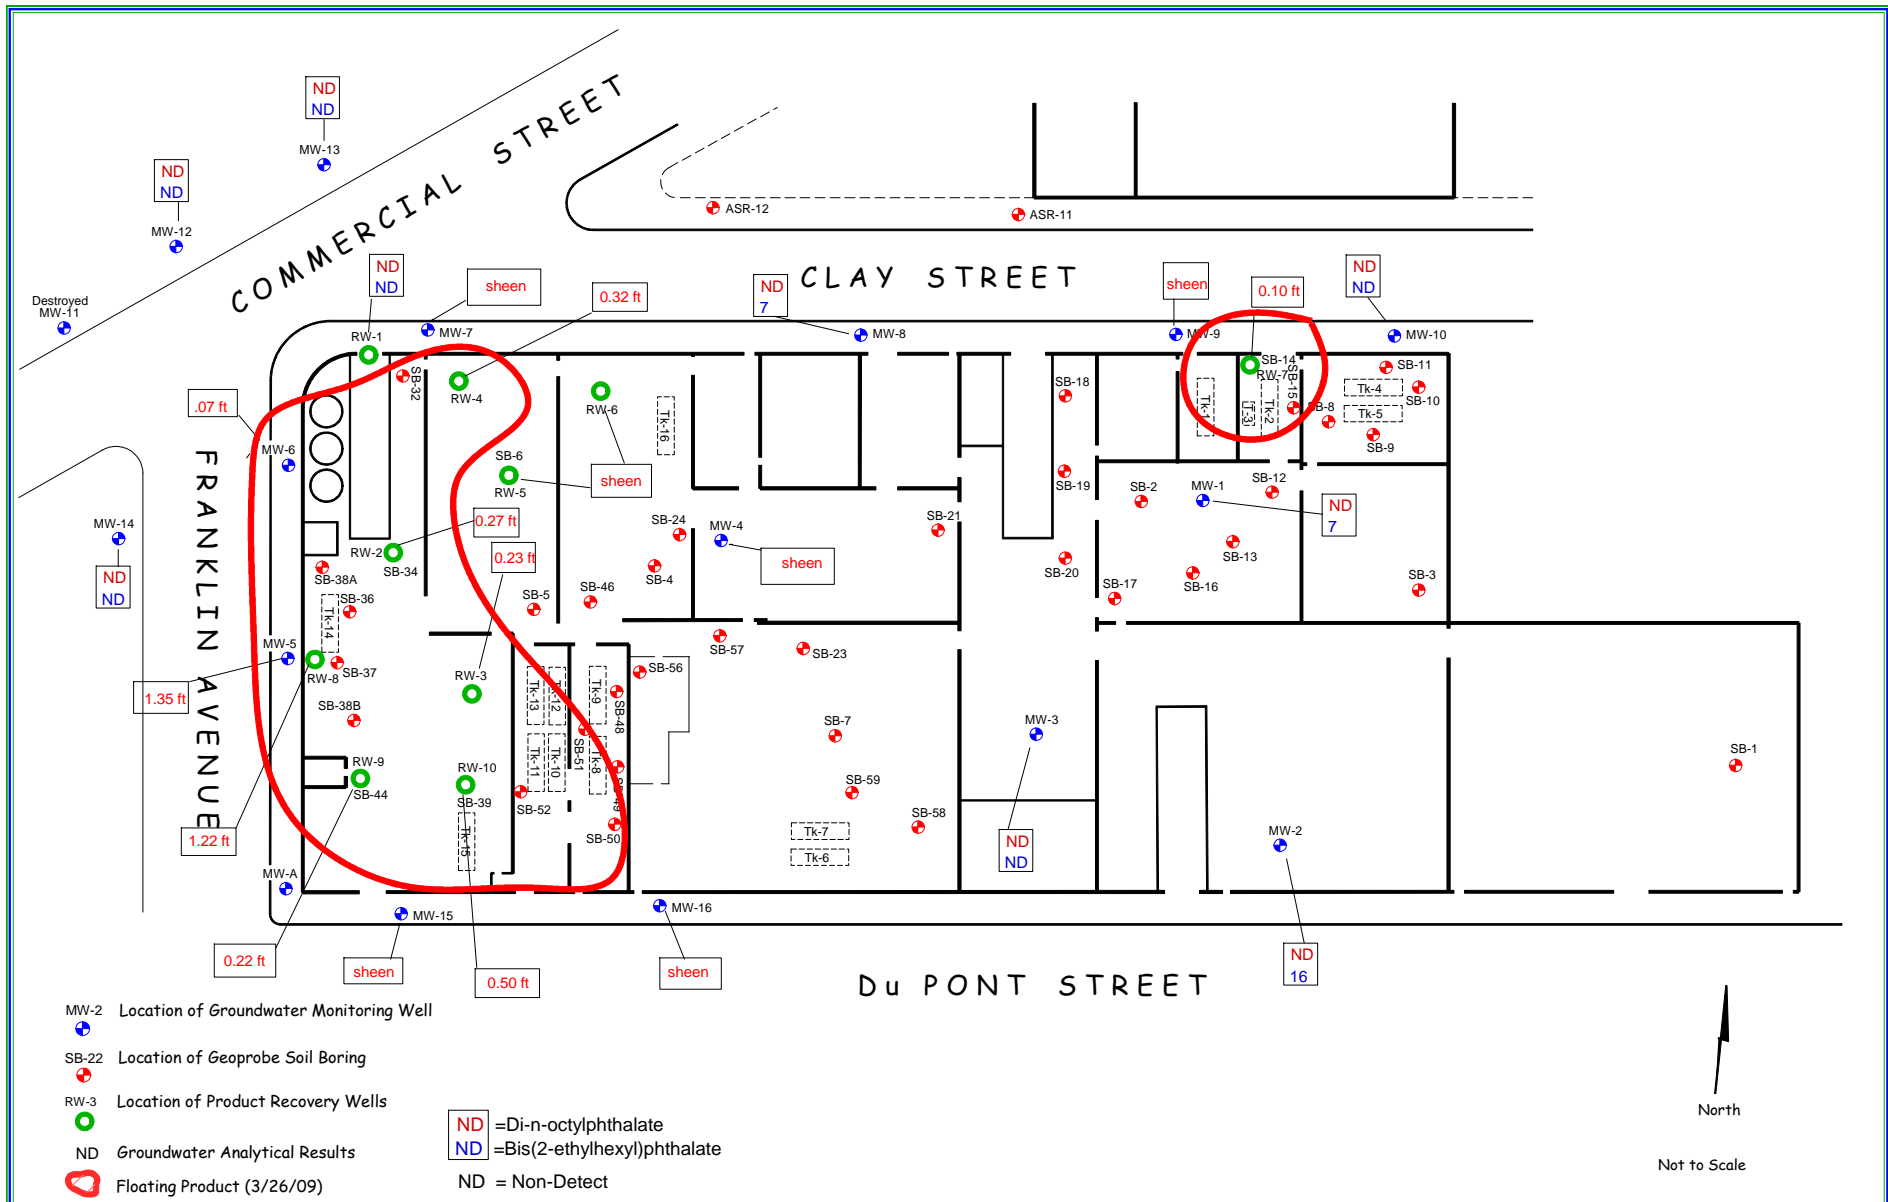 ND
ND
MW-13
ND
ND
MW-12
COMMERCIAL STREET
ASR-12
ASR-11
Destroyed
MW-11
ND
ND
sheen
0.32 ft
ND
7
CLAY STREET
sheen
0.10 ft
ND
ND
RW-1
MW-7
MW-8
MW-9
MW-10
SB-32
RW-4
RW-6
Tk-16
SB-18
SB-14
RW-7
SB-15
Tk-1
T-3
Tk-2
SB-8
Tk-4
Tk-5
SB-11
SB-10
SB-9
.07 ft
MW-6
SB-6
RW-5
sheen
SB-19
SB-2
MW-1
SB-12
ND
7
FRANKLIN AVENUE
MW-14
ND
ND
0.27 ft
RW-2
SB-34
0.23 ft
SB-24
MW-4
sheen
SB-21
SB-4
SB-20
SB-13
SB-16
SB-17
SB-3
SB-38A
SB-36
Tk-14
SB-5
SB-46
MW-5
RW-8
SB-37
SB-57
SB-23
SB-56
1.35 ft
RW-3
Tk-13
Tk-12
Tk-9
SB-48
SB-38B
SB-51
SB-7
MW-3
SB-1
Tk-11
Tk-10
Tk-8
RW-9
SB-44
RW-10
SB-39
SB-52
SB-49
SB-50
SB-59
SB-58
Tk-15
Tk-7
Tk-6
1.22 ft
ND
ND
MW-2
MW-A
MW-15
MW-16
0.22 ft
sheen
0.50 ft
sheen
ND
16
Du PONT STREET
MW-2 Location of Groundwater Monitoring Well
SB-22 Location of Geoprobe Soil Boring
RW-3 Location of Product Recovery Wells
ND Groundwater Analytical Results
Floating Product (3/26/09)
ND =Di-n-octylphthalate
ND =Bis(2-ethylhexyl)phthalate
ND = Non-Detect
North
Not to Scale